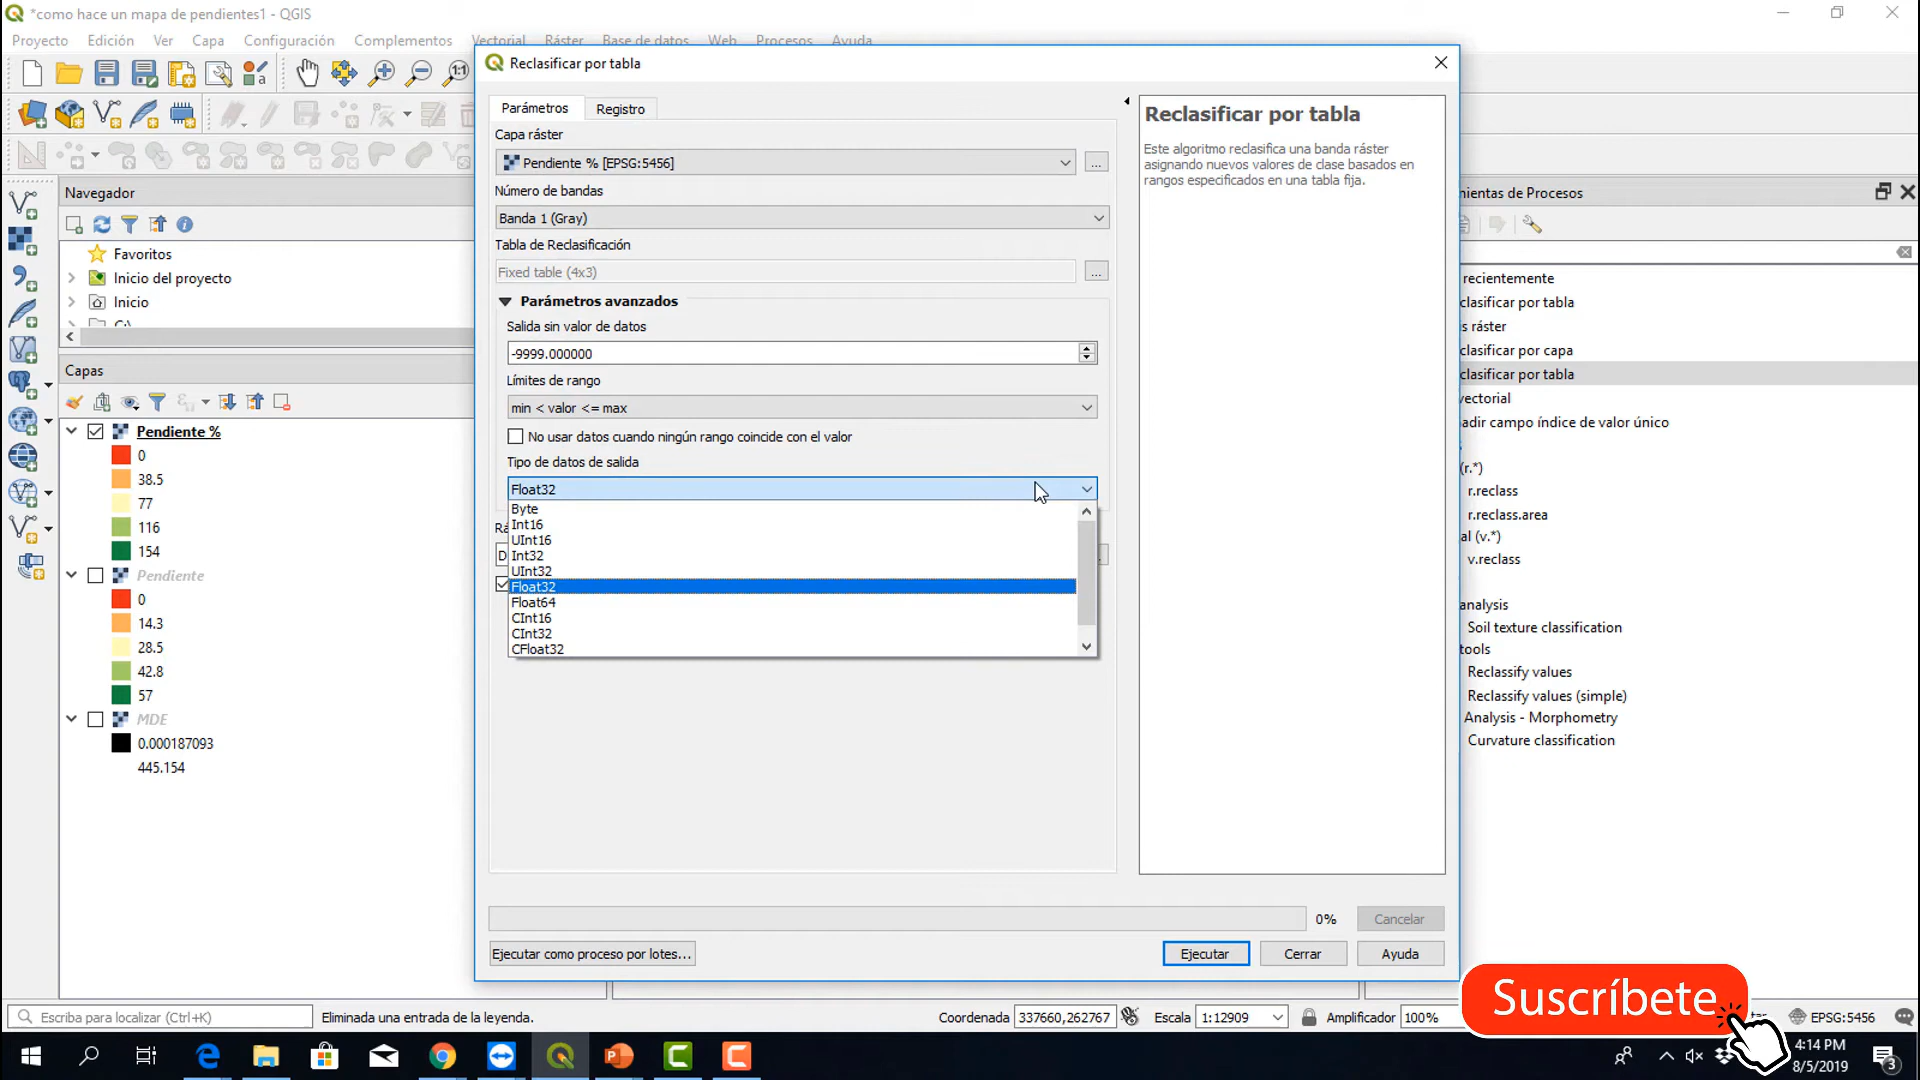 *como hace un mapa de pendientes1 - QGIS
Proyecto Edición Ver Capa Configuración Complementos Vectorial Ráster Base de datos Web Procesos Ayuda
Reclasificar por tabla
Parámetros Registro
Capa ráster
Pendiente % [EPSG:5456]
...
Número de bandas
Banda 1 (Gray)
Tabla de Reclasificación
Fixed table (4x3)
...
Parámetros avanzados
Salida sin valor de datos
-9999.000000
Límites de rango
min < valor <= max
No usar datos cuando ningún rango coincide con el valor
Tipo de datos de salida
Float32
Byte
Int16
UInt16
Int32
UInt32
Float32
Float64
CInt16
CInt32
CFloat32
Reclasificar por tabla
Este algoritmo reclasifica una banda ráster
asignando nuevos valores de clase basados en
rangos especificados en una tabla fija.
0%
Cancelar
Ejecutar como proceso por lotes...
Ejecutar
Cerrar
Ayuda
Navegador
Favoritos
Inicio del proyecto
Inicio
C:\
Capas
Pendiente %
0
38.5
77
116
154
Pendiente
0
14.3
28.5
42.8
57
MDE
0.000187093
445.154
nientas de Procesos
recientemente
clasificar por tabla
is ráster
clasificar por capa
clasificar por tabla
vectorial
adir campo índice de valor único
(r.*)
r.reclass
r.reclass.area
al (v.*)
v.reclass
analysis
Soil texture classification
tools
Reclassify values
Reclassify values (simple)
Analysis - Morphometry
Curvature classification
Suscríbete
Escriba para localizar (Ctrl+K)
Eliminada una entrada de la leyenda.
Coordenada 337660,262767
Escala 1:12909
Amplificador 100%
EPSG:5456
4:14 PM
8/5/2019
3